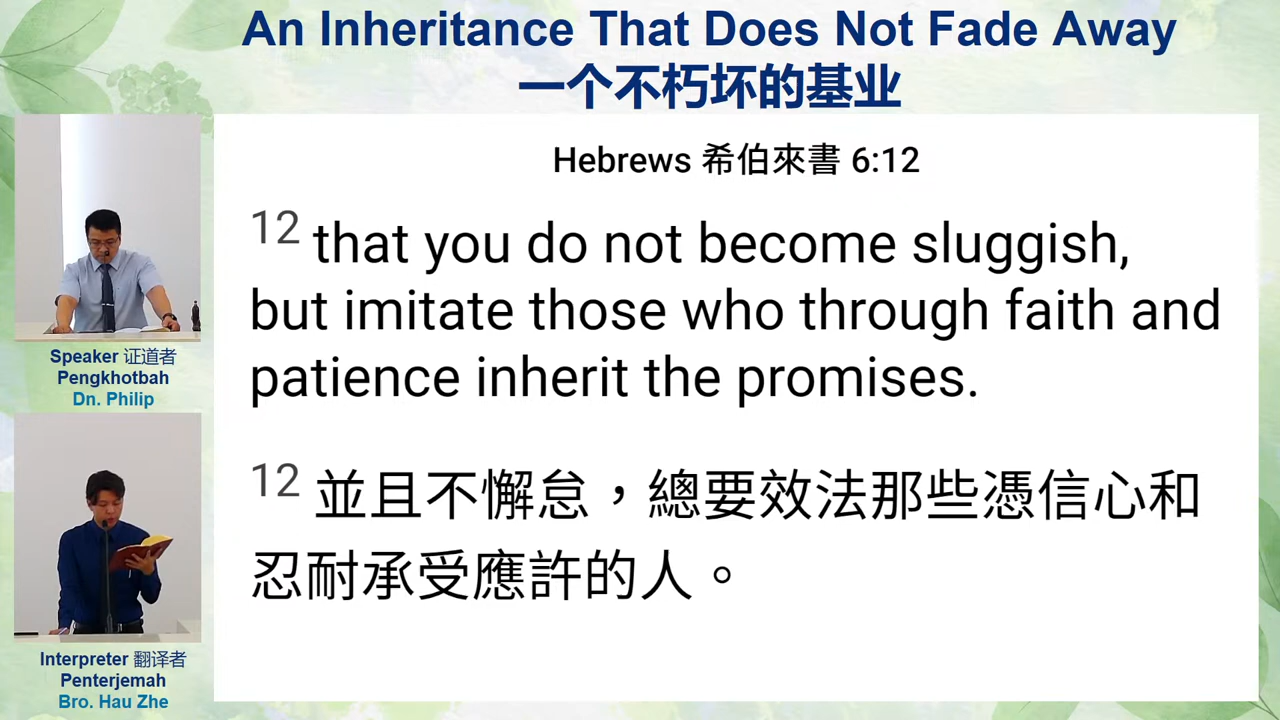 An Inheritance That Does Not Fade Away
一个不朽坏的基业
Speaker 证道者
Pengkhotbah
Dn. Philip
Interpreter 翻译者
Penterjemah
Bro. Hau Zhe
Hebrews 希伯來書 6:12
12 that you do not become sluggish,
but imitate those who through faith and
patience inherit the promises.
12 並且不懈怠，總要效法那些憑信心和
忍耐承受應許的人。